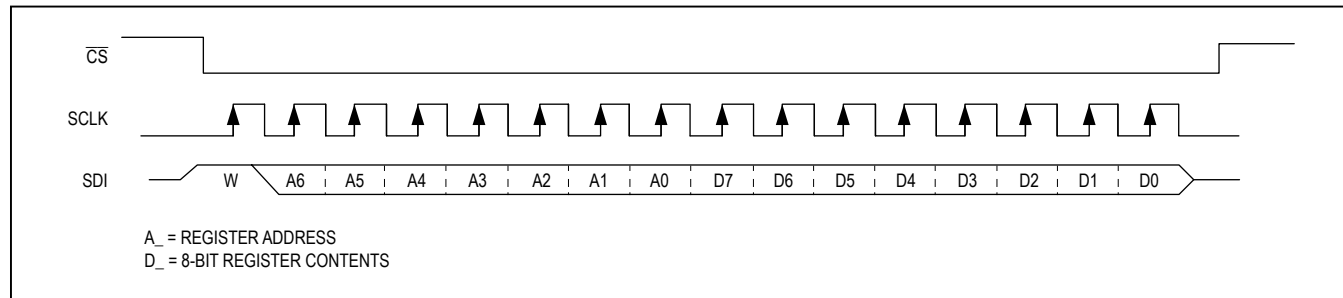 C̅S̅
SCLK
SDI W A6 A5 A4 A3 A2 A1 A0 D7 D6 D5 D4 D3 D2 D1 D0
A_ = REGISTER ADDRESS
D_ = 8-BIT REGISTER CONTENTS